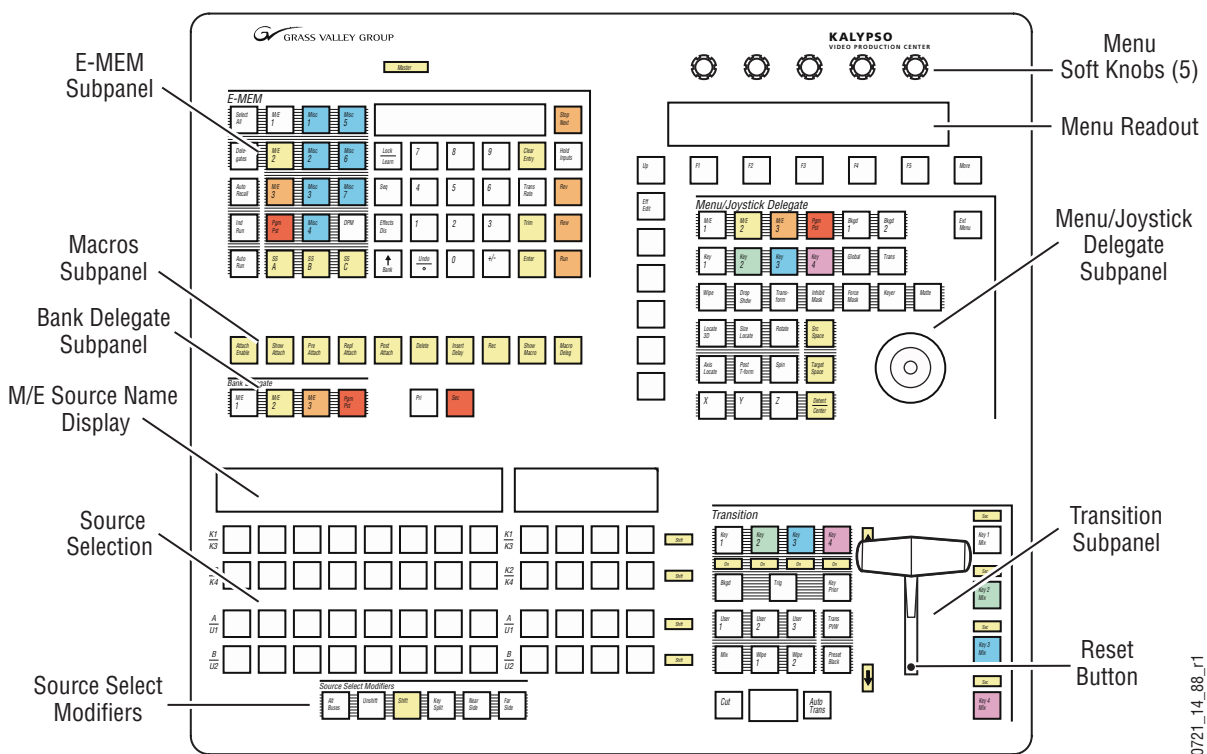 GRASS VALLEY GROUP
KALYPSO
VIDEO PRODUCTION CENTER
Master
E-MEM
Subpanel
Macros
Subpanel
Bank Delegate
Subpanel
M/E Source Name
Display
Source
Selection
Source Select
Modifiers
Menu
Soft Knobs (5)
Menu Readout
Menu/Joystick
Delegate
Subpanel
Transition
Subpanel
Reset
Button
E-MEM
Select All
M/E 1
Misc 1
Misc 5
Stop Next
Dele-gates
M/E 2
Misc 2
Misc 6
Lock Learn
7
8
9
Clear Entry
Hold Inputs
Auto Recall
M/E 3
Misc 3
Misc 7
Seq
4
5
6
Trans Rate
Rev
Ind Run
Pgm Pst
Misc 4
DPM
Effects Dis
1
2
3
Trim
Rew
Auto Run
SS A
SS B
SS C
Bank
Undo
0
+/-
Enter
Run
Attach Enable
Show Attach
Pre Attach
Repl Attach
Post Attach
Delete
Insert Delay
Rec
Show Macro
Macro Deleg
M/E 1
M/E 2
M/E 3
Pgm Pst
Pri
Sec
Up
F1
F2
F3
F4
F5
More
Eff Edit
Menu/Joystick Delegate
M/E 1
M/E 2
M/E 3
Pgm Pst
Bkgd 1
Bkgd 2
Ext Menu
Key 1
Key 2
Key 3
Key 4
Global
Trans
Wipe
Drop Shdw
Trans-form
Inhibit Mask
Force Mask
Keyer
Matte
Locate 3D
Size Locate
Rotate
Src Space
Axis Locate
Post T-form
Spin
Target Space
X
Y
Z
Detent Center
K1
K3
K1
K3
Shift
K4
K2
K4
Shift
A
U1
A
U1
Shift
B
U2
B
U2
Shift
Source Select Modifiers
Alt Buses
Unshift
Shift
Key Split
Near Side
Far Side
Transition
Key 1
Key 2
Key 3
Key 4
On
On
On
On
Bkgd
Trig
Key Prior
User 1
User 2
User 3
Trans PVW
Mix
Wipe 1
Wipe 2
Preset Black
Cut
Auto Trans
Sec
Key 1 Mix
Sec
Key 2 Mix
Sec
Key 3 Mix
Sec
Key 4 Mix
0721_14_88_r1